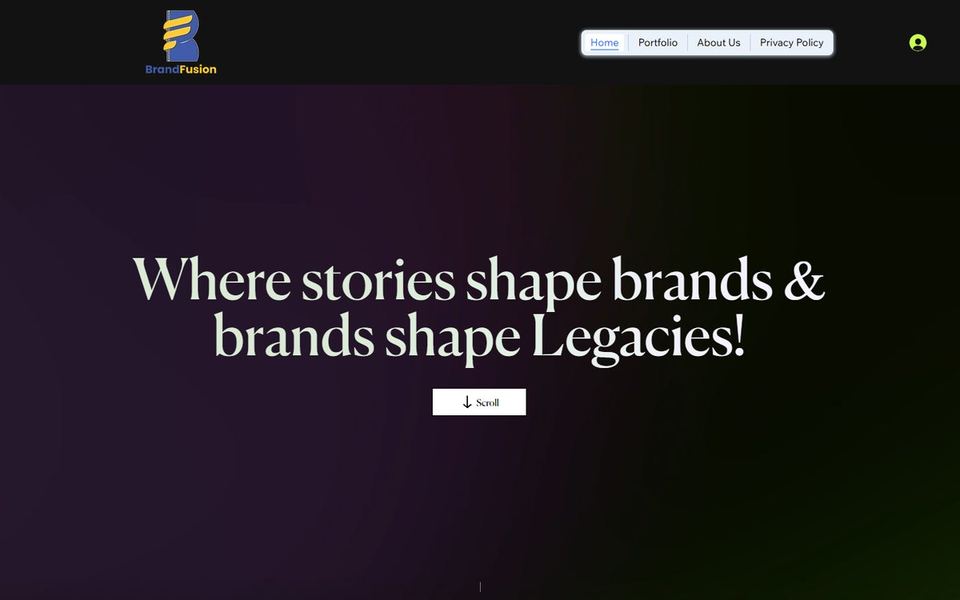 BrandFusion
Home
Portfolio
About Us
Privacy Policy
Where stories shape brands &
brands shape Legacies!
Scroll